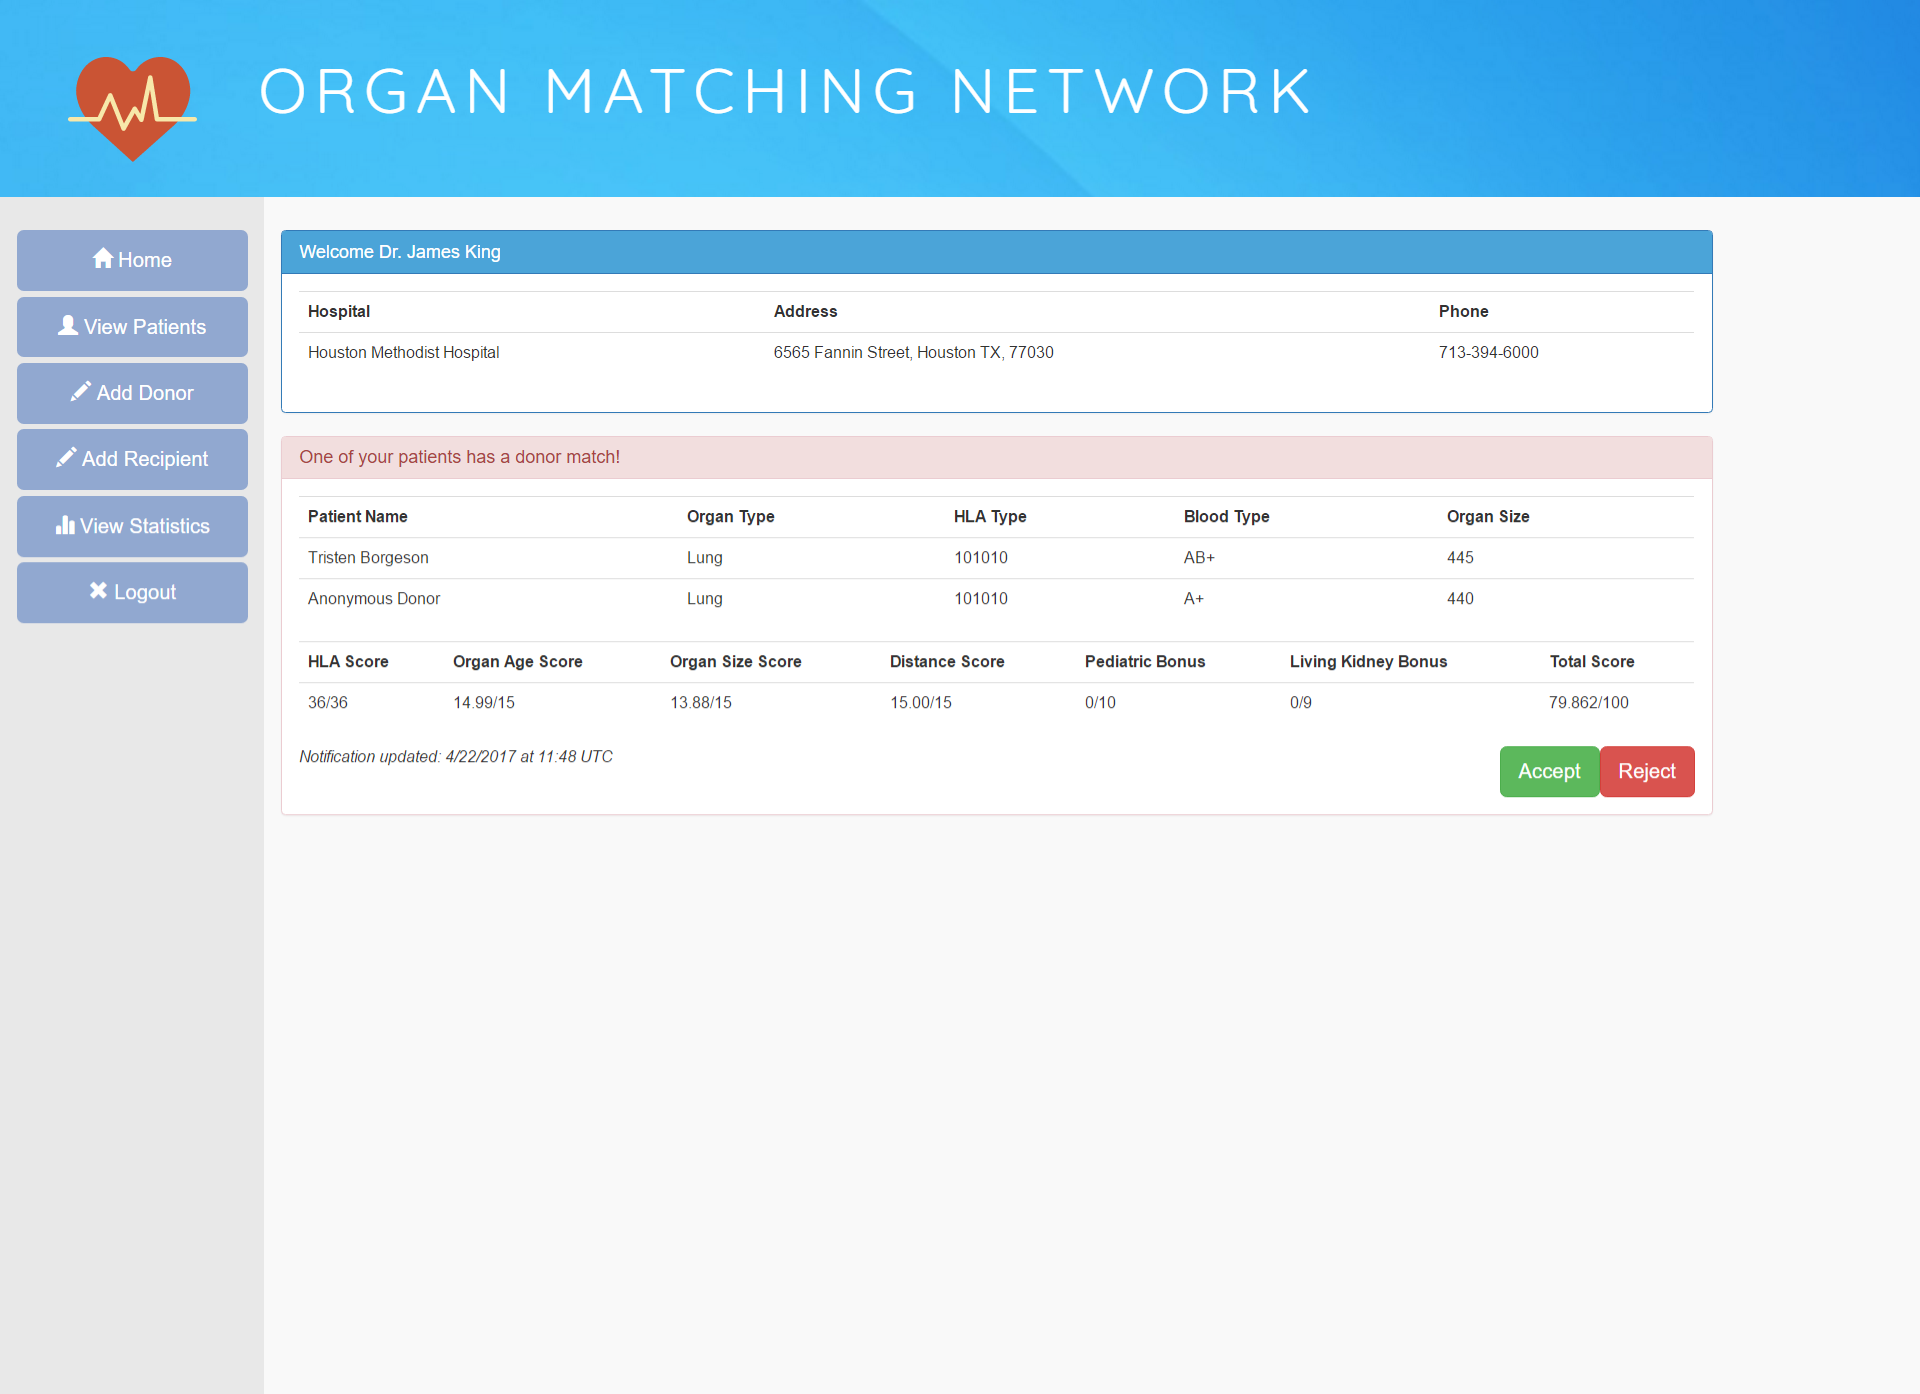 ORGAN MATCHING NETWORK
Home
View Patients
Add Donor
Add Recipient
View Statistics
Logout
Welcome Dr. James King
Hospital Address Phone
Houston Methodist Hospital 6565 Fannin Street, Houston TX, 77030 713-394-6000
One of your patients has a donor match!
Patient Name Organ Type HLA Type Blood Type Organ Size
Tristen Borgeson Lung 101010 AB+ 445
Anonymous Donor Lung 101010 A+ 440
HLA Score Organ Age Score Organ Size Score Distance Score Pediatric Bonus Living Kidney Bonus Total Score
36/36 14.99/15 13.88/15 15.00/15 0/10 0/9 79.862/100
Notification updated: 4/22/2017 at 11:48 UTC
Accept Reject